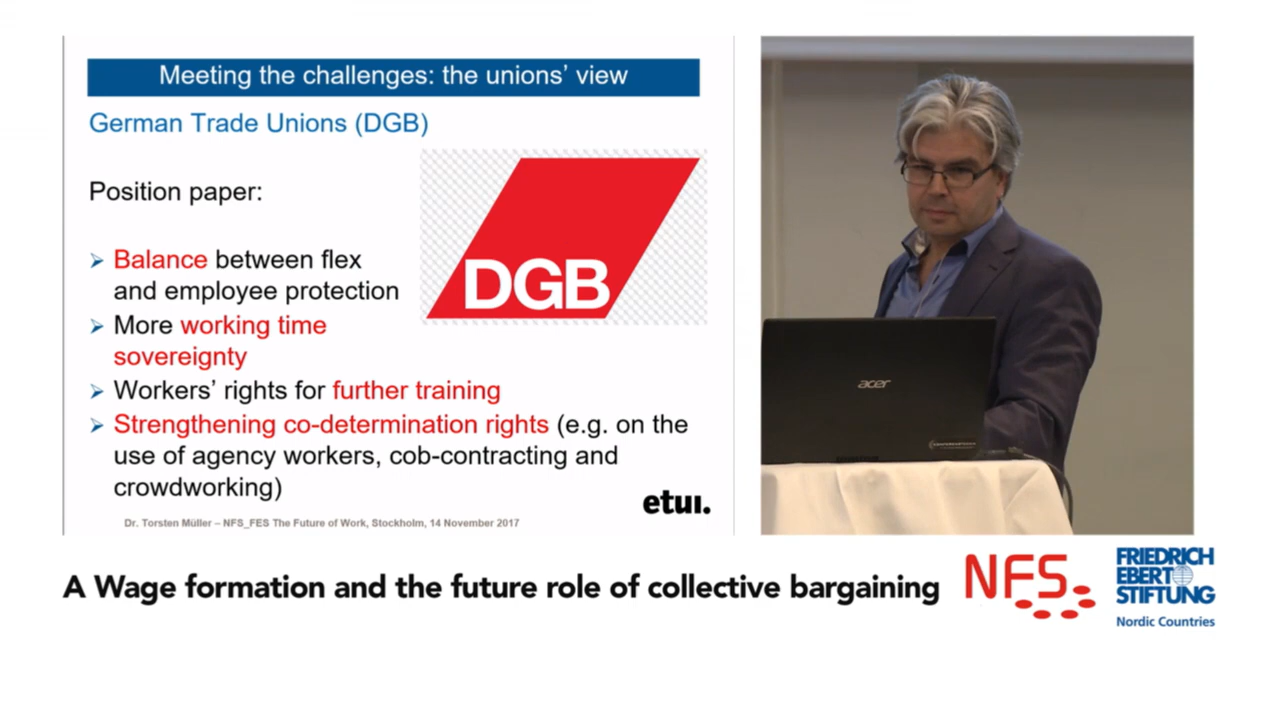 Meeting the challenges: the unions' view
German Trade Unions (DGB)
Position paper:
DGB
Balance between flex
and employee protection
More working time
sovereignty
Workers' rights for further training
Strengthening co-determination rights (e.g. on the
use of agency workers, cob-contracting and
crowdworking)
etui.
Dr. Torsten Müller – NFS_FES The Future of Work, Stockholm, 14 November 2017
acer
A Wage formation and the future role of collective bargaining
NFS
FRIEDRICH
EBERT
STIFTUNG
Nordic Countries